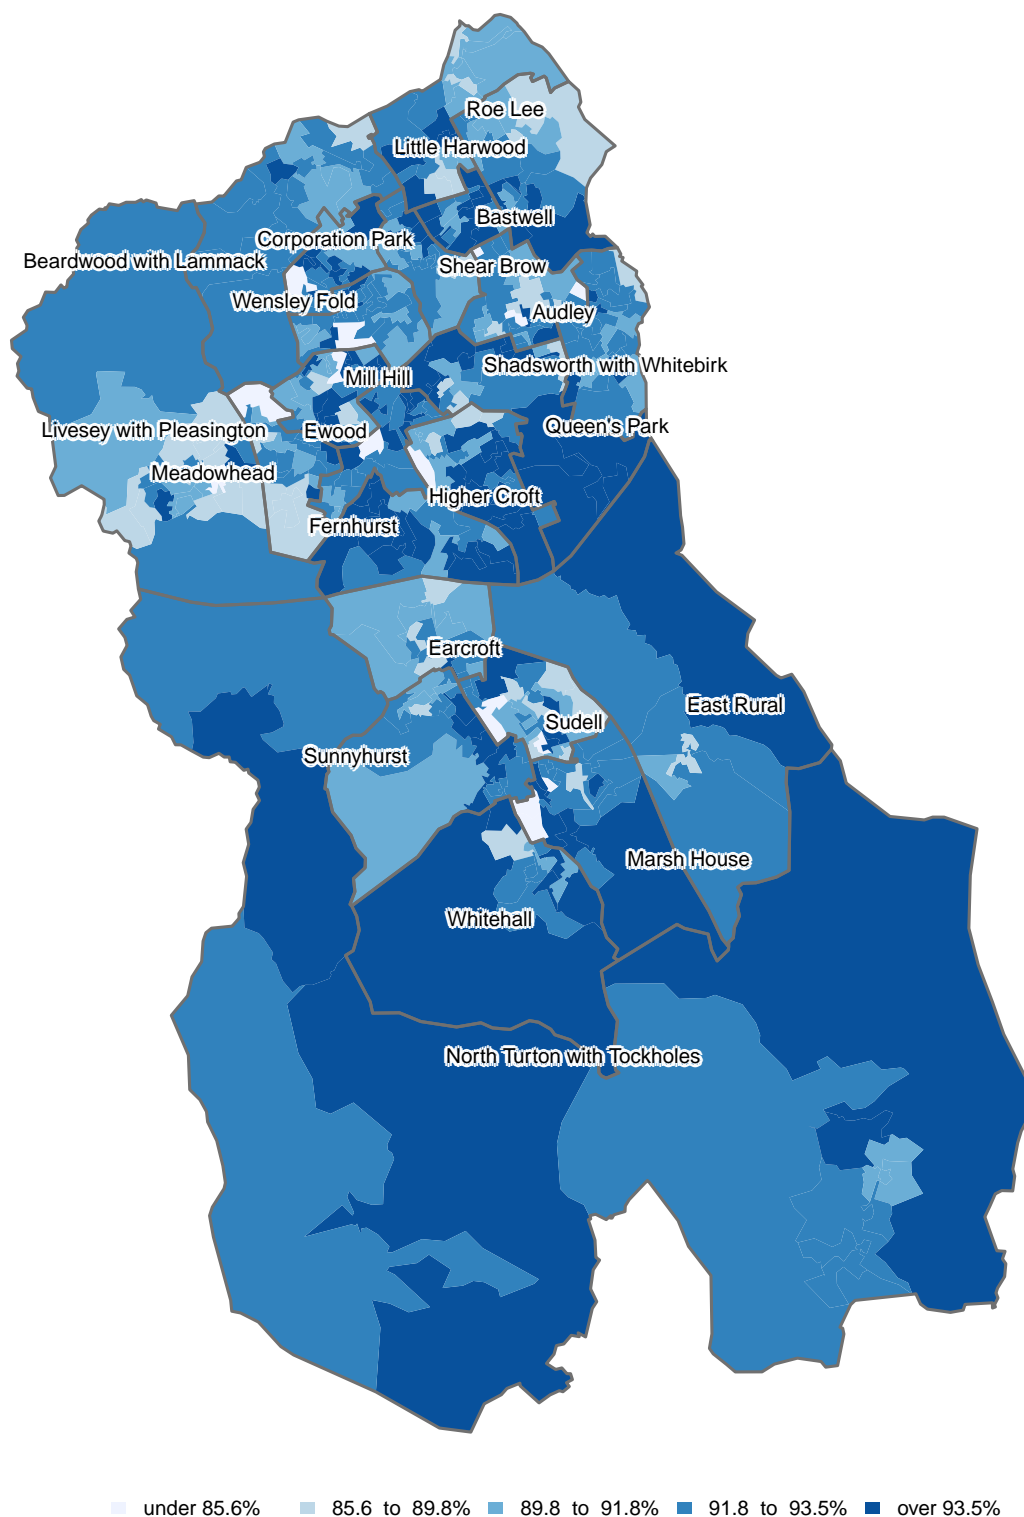 Roe Lee
Little Harwood
Bastwell
Corporation Park
Beardwood with Lammack
Shear Brow
Wensley Fold
Audley
Shadsworth with Whitebirk
Mill Hill
Queen's Park
Livesey with Pleasington
Ewood
Meadowhead
Higher Croft
Fernhurst
Earcroft
East Rural
Sudell
Sunnyhurst
Marsh House
Whitehall
North Turton with Tockholes
under 85.6% 85.6 to 89.8% 89.8 to 91.8% 91.8 to 93.5% over 93.5%